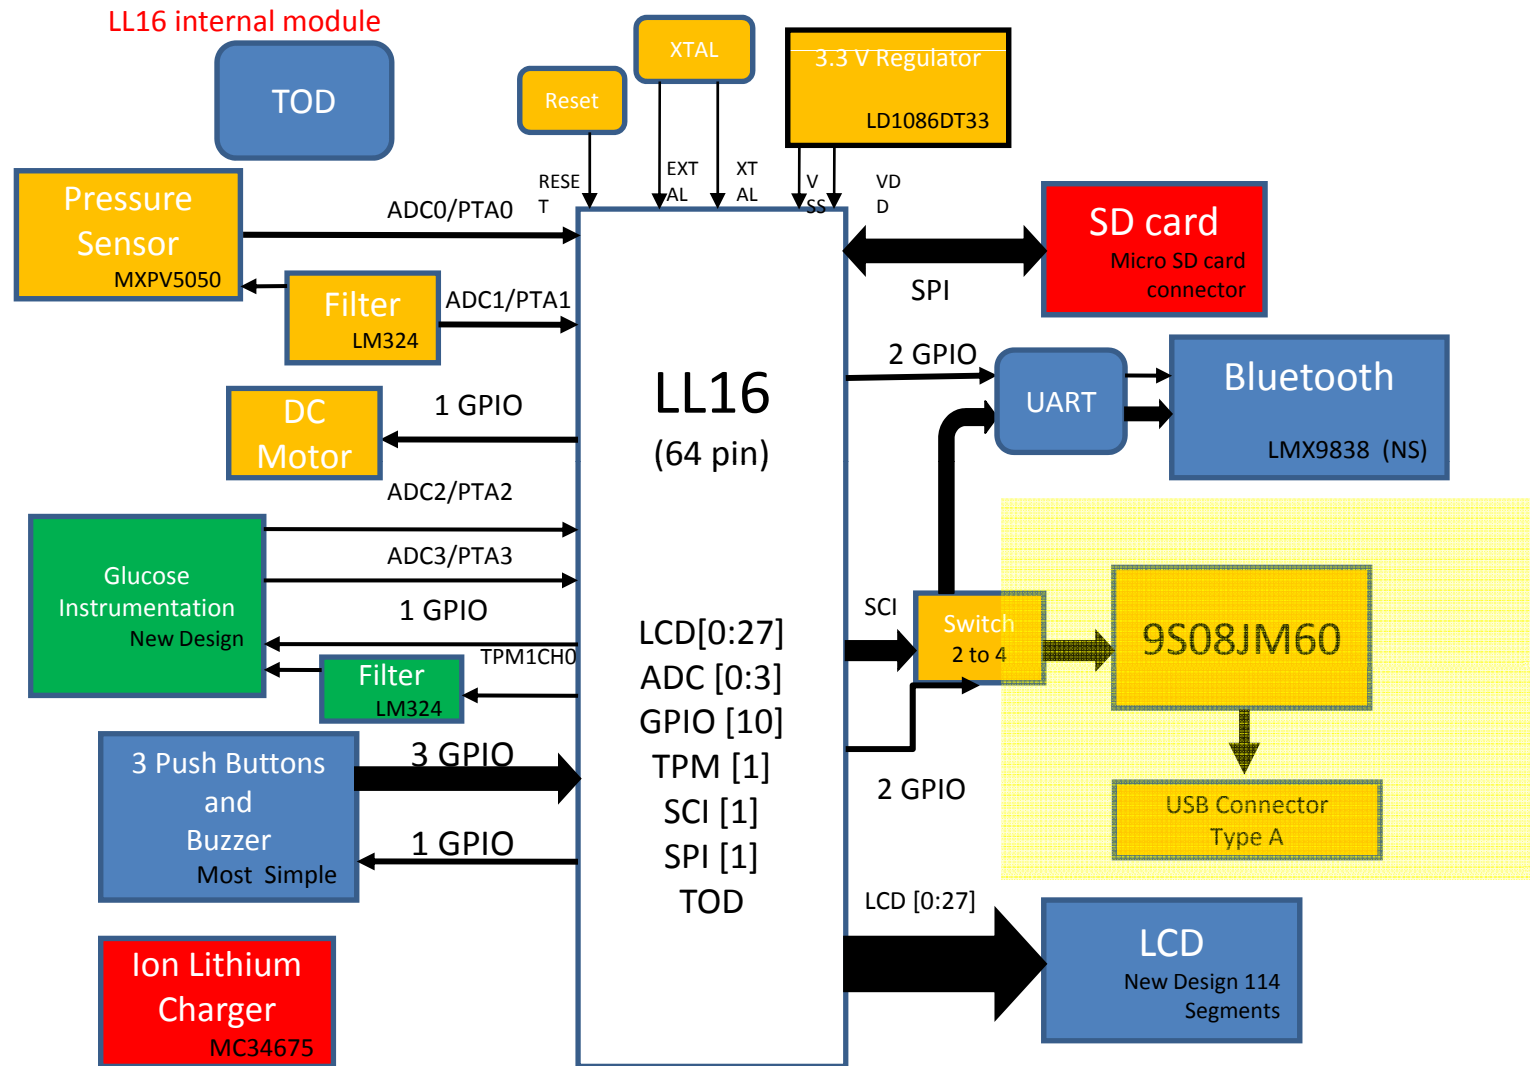 LL16 internal module
TOD
Reset
XTAL
3.3 V Regulator
LD1086DT33
RESE
T
EXT
AL
XT
AL
V
SS
VD
D
Pressure
Sensor
MXPV5050
ADC0/PTA0
Filter
LM324
ADC1/PTA1
DC
Motor
1 GPIO
ADC2/PTA2
Glucose
Instrumentation
New Design
ADC3/PTA3
1 GPIO
TPM1CH0
Filter
LM324
3 Push Buttons
and
Buzzer
Most Simple
3 GPIO
1 GPIO
Ion Lithium
Charger
MC34675
LL16
(64 pin)
LCD[0:27]
ADC [0:3]
GPIO [10]
TPM [1]
SCI [1]
SPI [1]
TOD
SPI
SD card
Micro SD card
connector
2 GPIO
UART
Bluetooth
LMX9838 (NS)
SCI
Switch
2 to 4
2 GPIO
9S08JM60
USB Connector
Type A
LCD [0:27]
LCD
New Design 114
Segments